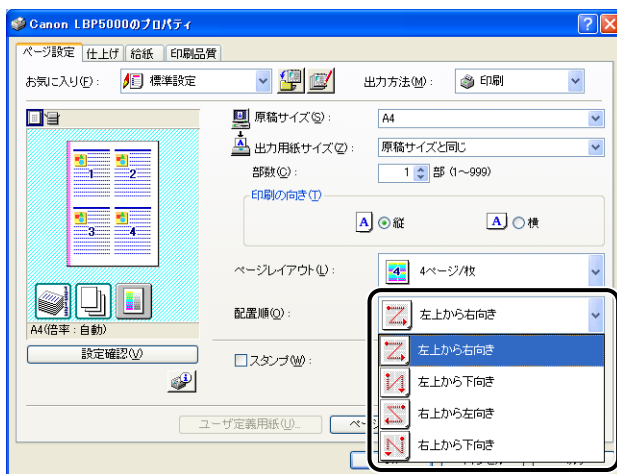 Canon LBP5000のプロパティ
ページ設定 仕上げ 給紙 印刷品質
お気に入り(F): 標準設定 出力方法(M): 印刷
原稿サイズ(S): A4
出力用紙サイズ(Z): 原稿サイズと同じ
部数(C): 1 部 (1～999)
印刷の向き(T)
A 縦 A 横
1 2
3 4
ページレイアウト(L): 4 4ページ/枚
配置順(O): 左上から右向き
A4(倍率:自動)
設定確認(V)
スタンプ(W):
左上から右向き
左上から下向き
右上から左向き
右上から下向き
ユーザ定義用紙(U)...